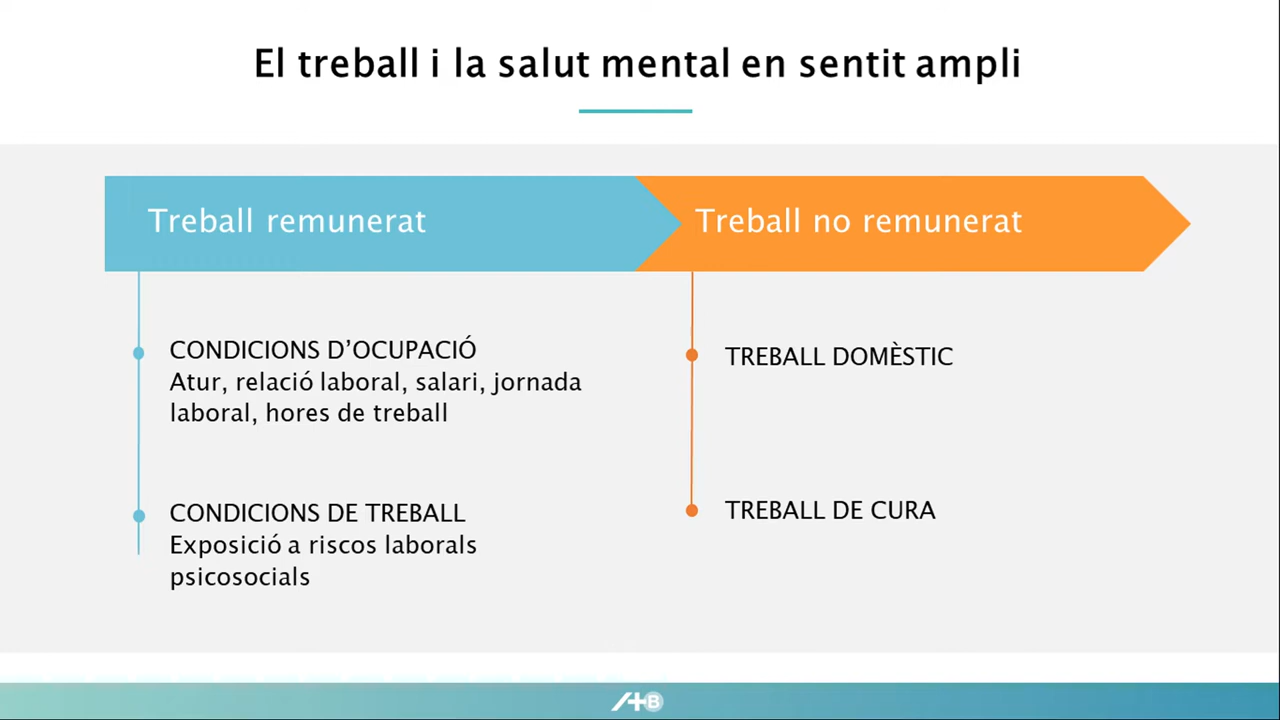 El treball i la salut mental en sentit ampli
Treball remunerat
Treball no remunerat
CONDICIONS D’OCUPACIÓ
Atur, relació laboral, salari, jornada
laboral, hores de treball
CONDICIONS DE TREBALL
Exposició a riscos laborals
psicosocials
TREBALL DOMÈSTIC
TREBALL DE CURA